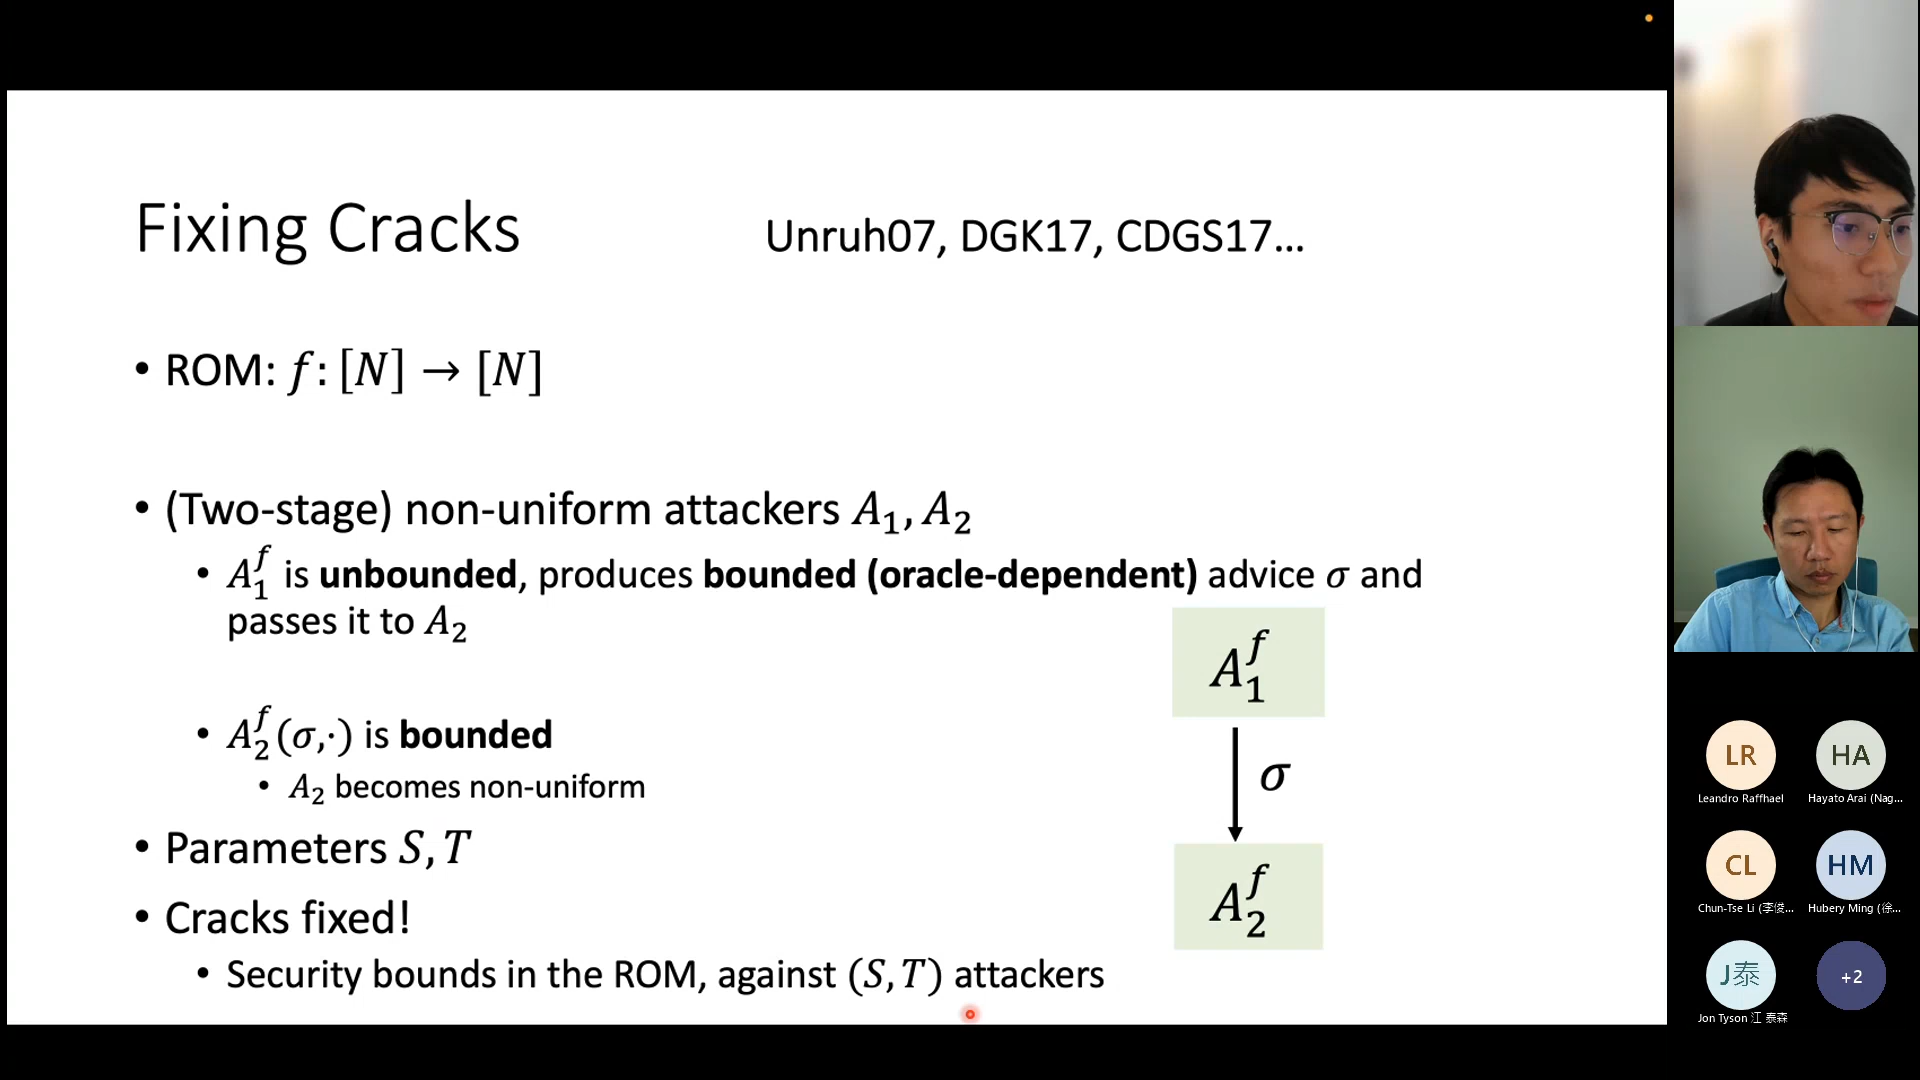 Fixing Cracks
Unruh07, DGK17, CDGS17…
• ROM: f: [N] → [N]
• (Two-stage) non-uniform attackers A₁, A₂
• A₁ᶠ is unbounded, produces bounded (oracle-dependent) advice σ and
passes it to A₂
• A₂ᶠ(σ,·) is bounded
• A₂ becomes non-uniform
• Parameters S, T
• Cracks fixed!
• Security bounds in the ROM, against (S, T) attackers
A₁ᶠ
σ
A₂ᶠ
LR
Leandro Raffhael
HA
Hayato Arai (Nag...
CL
Chun-Tse Li (李俊...
HM
Hubery Ming (徐...
J泰
Jon Tyson 江 泰森
+2